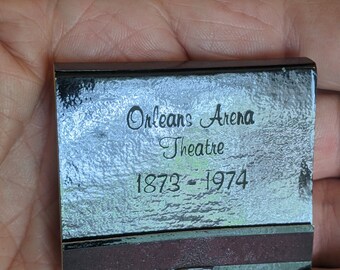 Orleans Arena
Theatre
1873 - 1974